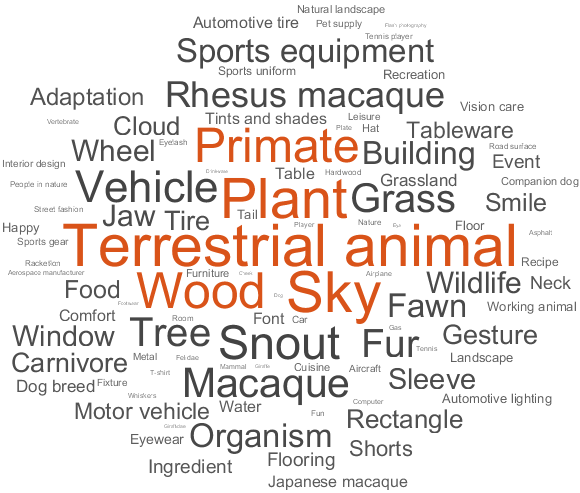 Natural landscape
Automotive tire Pet supply Flash photography
Tennis player
Sports equipment
Sports uniform Recreation
Adaptation Rhesus macaque Vision care
Vertebrate Cloud Tints and shades Leisure
Eyelash Plate Hat Tableware
Wheel Primate Building Road surface
Interior design Drinkware Event
People in nature Table Hardwood Grassland Companion dog
Vehicle Plant Grass Smile
Street fashion Jaw Tire Tail Nature
Happy Player Eye Floor Asphalt
Sports gear Terrestrial animal
Racketlon Recipe
Aerospace manufacturer Furniture Cheek Airplane
Food Wood Sky Wildlife Neck
Footwear Dog Fawn Working animal
Comfort Room Font Car
Window Tree Snout Gas Fur Gesture
Carnivore Metal Felidae Tennis Landscape
T-shirt Mammal Giraffe Cuisine Aircraft
Dog breed Fixture Macaque Sleeve
Whiskers Computer Automotive lighting
Motor vehicle Water Fun Rectangle
Giraffidae
Eyewear Organism Shorts
Ingredient Flooring
Japanese macaque